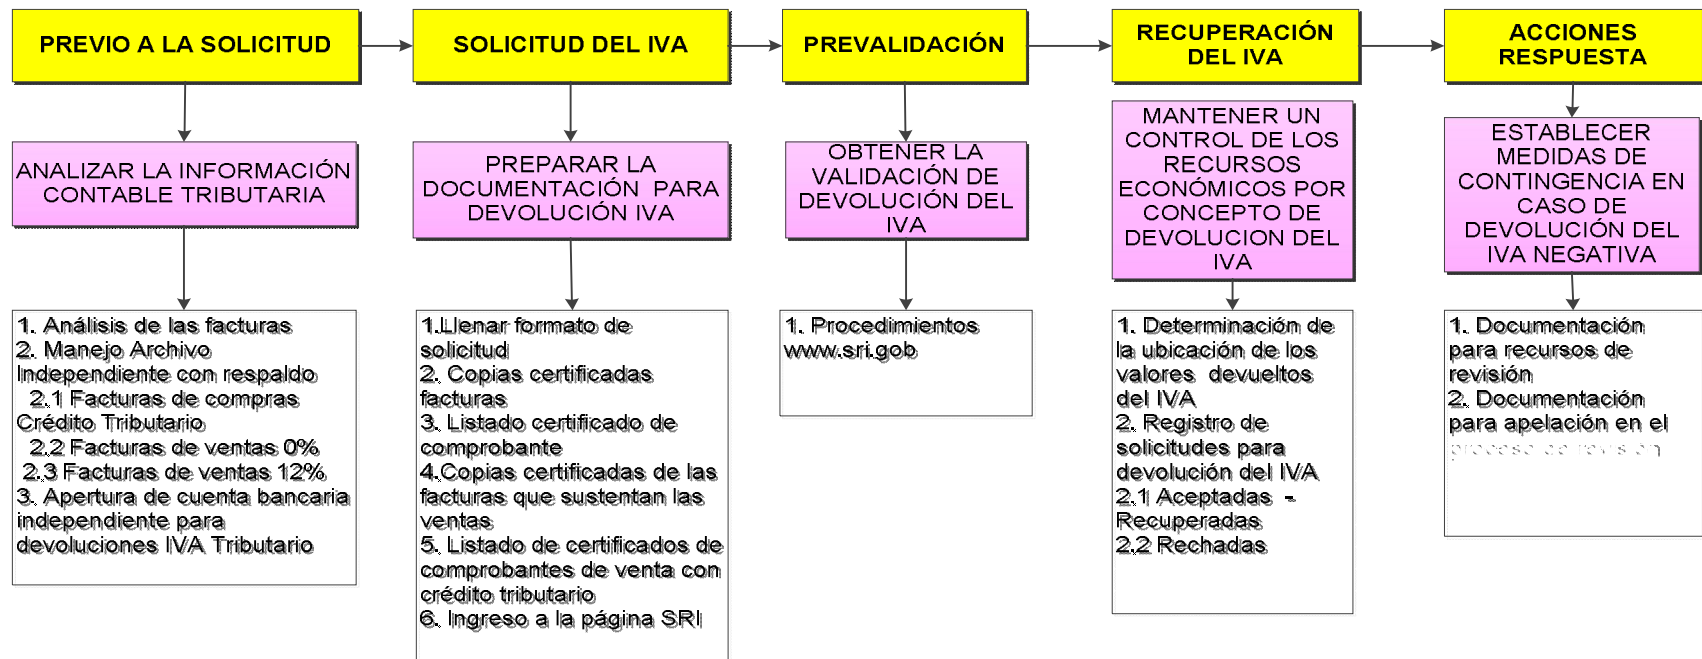 PREVIO A LA SOLICITUD
SOLICITUD DEL IVA
PREVALIDACIÓN
RECUPERACIÓN
DEL IVA
ACCIONES
RESPUESTA
ANALIZAR LA INFORMACIÓN
CONTABLE TRIBUTARIA
PREPARAR LA
DOCUMENTACIÓN PARA
DEVOLUCIÓN IVA
OBTENER LA
VALIDACIÓN DE
DEVOLUCIÓN DEL
IVA
MANTENER UN
CONTROL DE LOS
RECURSOS
ECONÓMICOS POR
CONCEPTO DE
DEVOLUCION DEL
IVA
ESTABLECER
MEDIDAS DE
CONTINGENCIA EN
CASO DE
DEVOLUCIÓN DEL
IVA NEGATIVA
1. Análisis de las facturas
2. Manejo Archivo
Independiente con respaldo
2.1 Facturas de compras
Crédito Tributario
2.2 Facturas de ventas 0%
2.3 Facturas de ventas 12%
3. Apertura de cuenta bancaria
independiente para
devoluciones IVA Tributario
1.Llenar formato de
solicitud
2. Copias certificadas
facturas
3. Listado certificado de
comprobante
4.Copias certificadas de las
facturas que sustentan las
ventas
5. Listado de certificados de
comprobantes de venta con
crédito tributario
6. Ingreso a la página SRI
1. Procedimientos
www.sri.gob
1. Determinación de
la ubicación de los
valores devueltos
del IVA
2. Registro de
solicitudes para
devolución del IVA
2.1 Aceptadas -
Recuperadas
2.2 Rechadas
1. Documentación
para recursos de
revisión
2. Documentación
para apelación en el
proceso de revisión